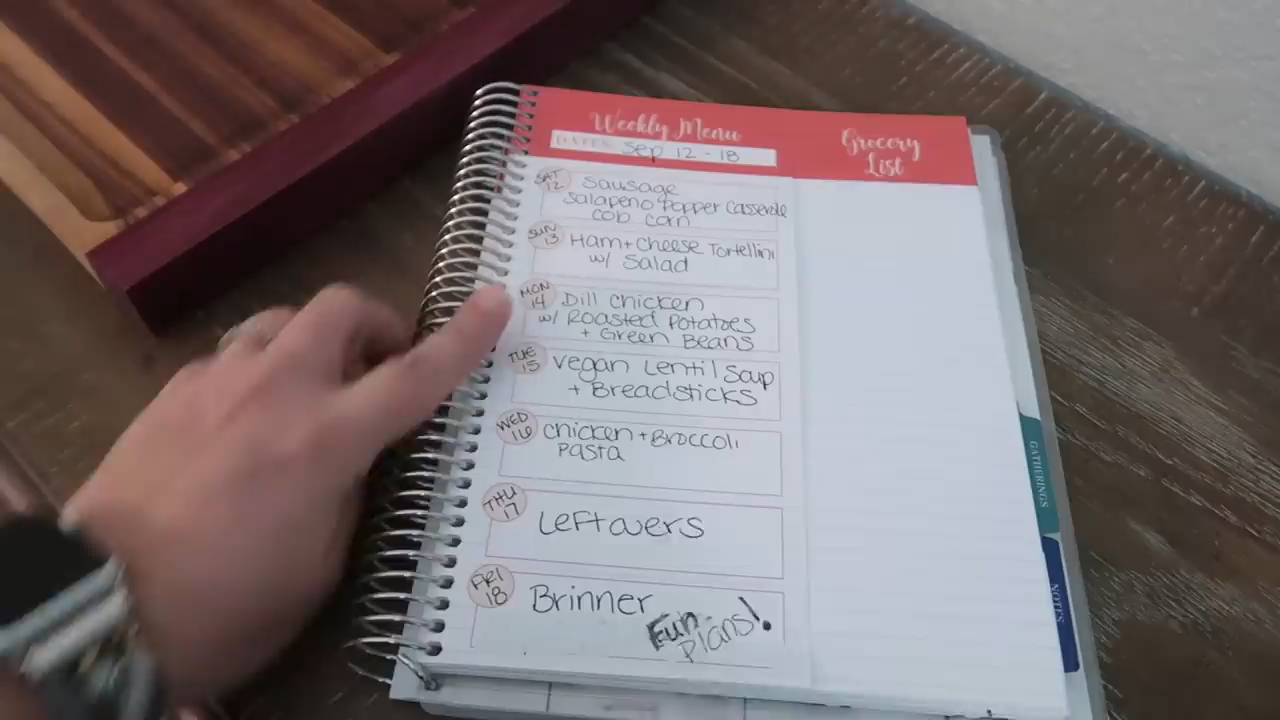 Weekly Menu
DATES: Sep 12 - 18
Grocery
List
SAT
12
Sausage
Jalapeno Popper Casserole
Cob Corn
SUN
13
Ham + Cheese Tortellini
w/ Salad
MON
14
Dill Chicken
w/ Roasted Potatoes
+ Green Beans
TUE
15
Vegan Lentil Soup
+ Breadsticks
WED
16
Chicken + Broccoli
Pasta
THU
17
Leftovers
FRI
18
Brinner
Fun
Plans!
GATHERINGS
NOTES